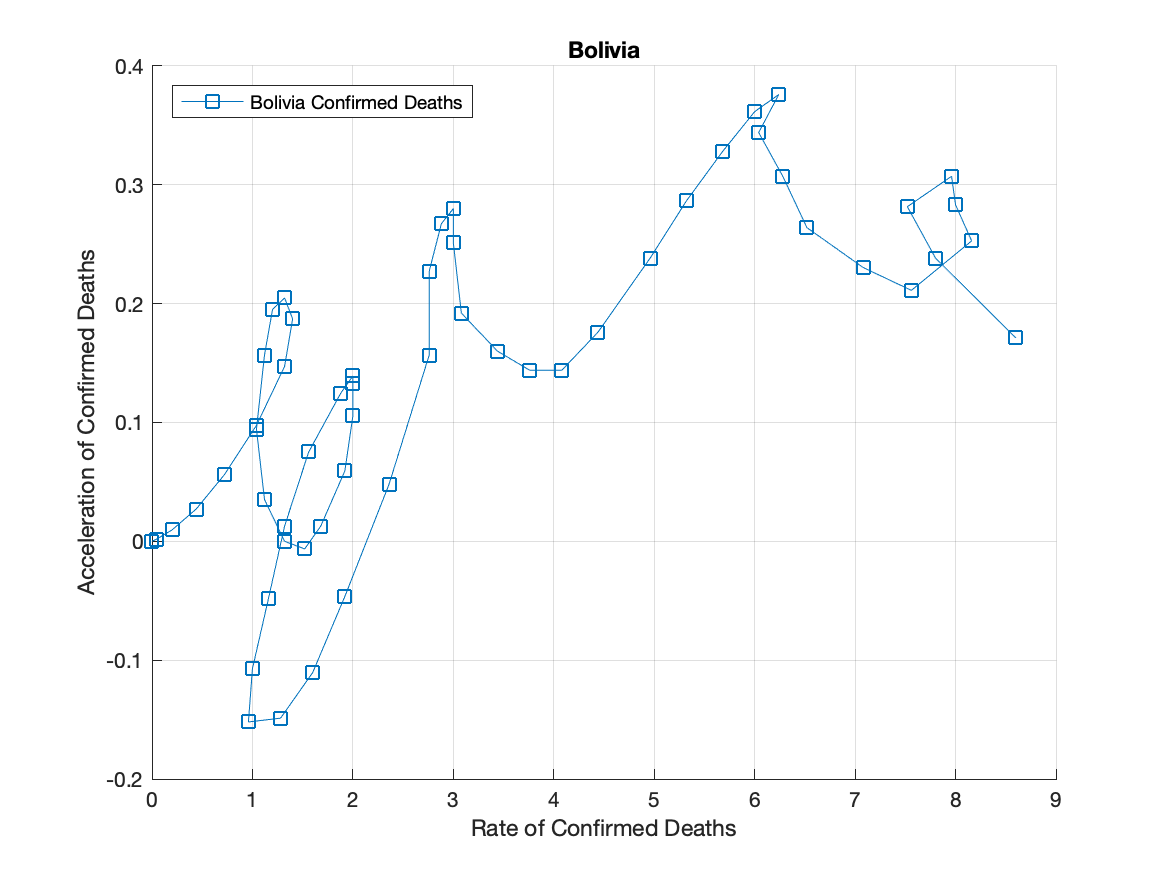 Bolivia
Bolivia Confirmed Deaths
Acceleration of Confirmed Deaths
0.4
0.3
0.2
0.1
0
-0.1
-0.2
0 1 2 3 4 5 6 7 8 9
Rate of Confirmed Deaths